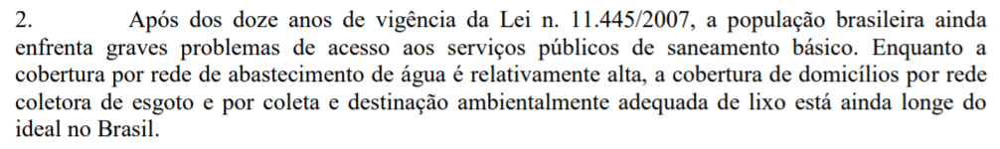 2. Após dos doze anos de vigência da Lei n. 11.445/2007, a população brasileira ainda
enfrenta graves problemas de acesso aos serviços públicos de saneamento básico. Enquanto a
cobertura por rede de abastecimento de água é relativamente alta, a cobertura de domicílios por rede
coletora de esgoto e por coleta e destinação ambientalmente adequada de lixo está ainda longe do
ideal no Brasil.